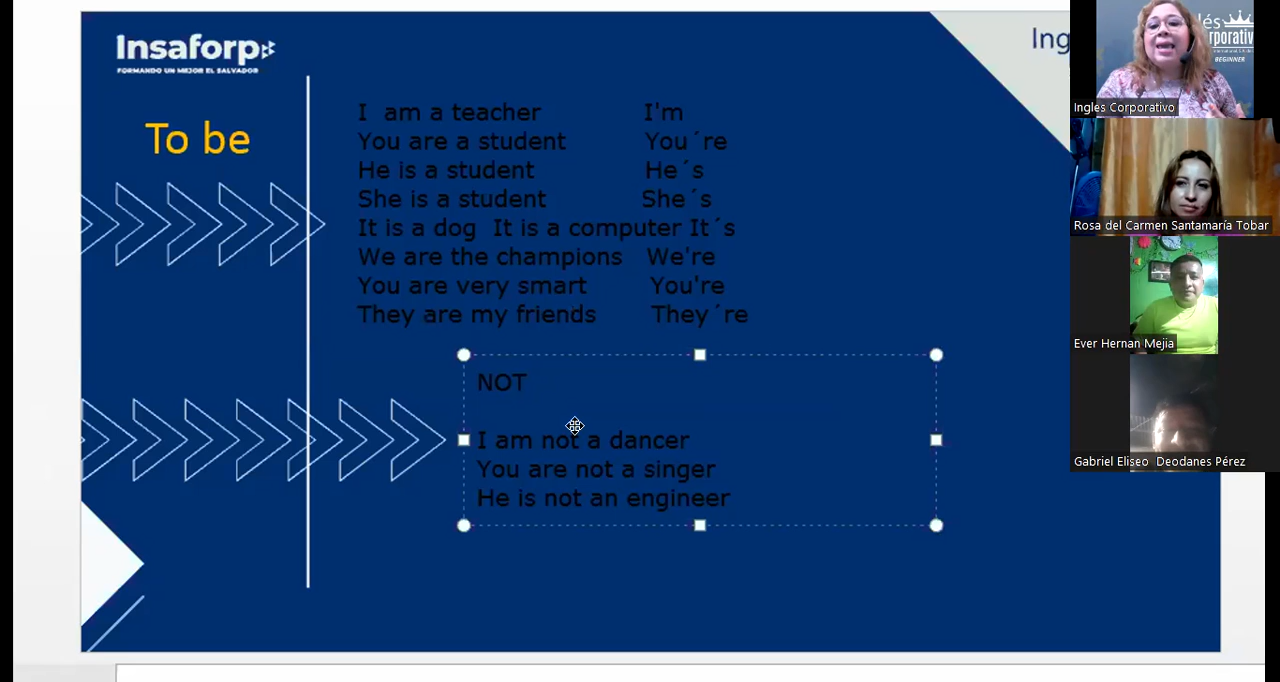 Insaforp
FORMANDO UN MEJOR EL SALVADOR
To be
I  am a teacher I'm
You are a student You´re
He is a student He´s
She is a student She´s
It is a dog  It is a computer It´s
We are the champions We're
You are very smart You're
They are my friends They´re
NOT
I am not a dancer
You are not a singer
He is not an engineer
Ing
lés
rporativ
BEGINNER
Ingles Corporativo
Rosa del Carmen Santamaría Tobar
Ever Hernan Mejia
Gabriel Eliseo  Deodanes Pérez